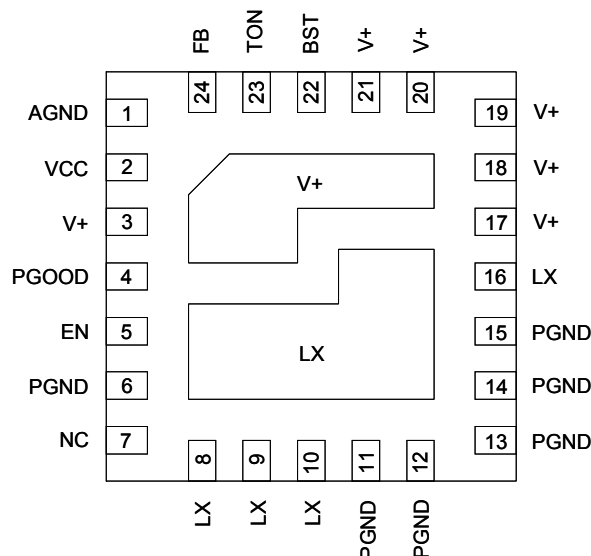 FB
TON
BST
V+
V+
24
23
22
21
20
AGND 1
19 V+
VCC 2
V+
18 V+
V+ 3
17 V+
PGOOD 4
16 LX
EN 5
15 PGND
LX
PGND 6
14 PGND
NC 7
13 PGND
8
9
10
11
12
LX
LX
LX
PGND
PGND